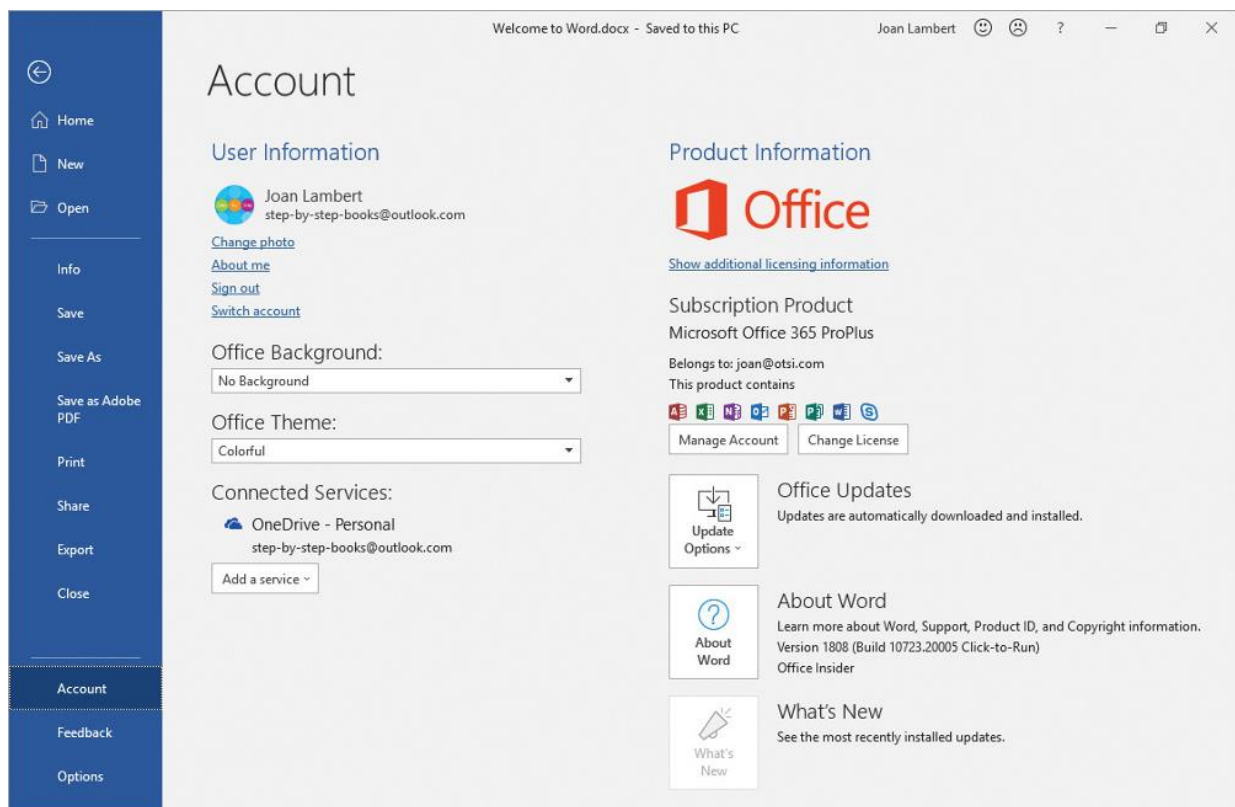 Welcome to Word.docx - Saved to this PC
Joan Lambert
?
Home
New
Open
Info
Save
Save As
Save as Adobe
PDF
Print
Share
Export
Close
Account
Feedback
Options
Account
User Information
Joan Lambert
step-by-step-books@outlook.com
Change photo
About me
Sign out
Switch account
Office Background:
No Background
Office Theme:
Colorful
Connected Services:
OneDrive - Personal
step-by-step-books@outlook.com
Add a service
Product Information
Office
Show additional licensing information
Subscription Product
Microsoft Office 365 ProPlus
Belongs to: joan@otsi.com
This product contains
Manage Account
Change License
Update
Options
Office Updates
Updates are automatically downloaded and installed.
About
Word
About Word
Learn more about Word, Support, Product ID, and Copyright information.
Version 1808 (Build 10723.20005 Click-to-Run)
Office Insider
What's
New
What's New
See the most recently installed updates.